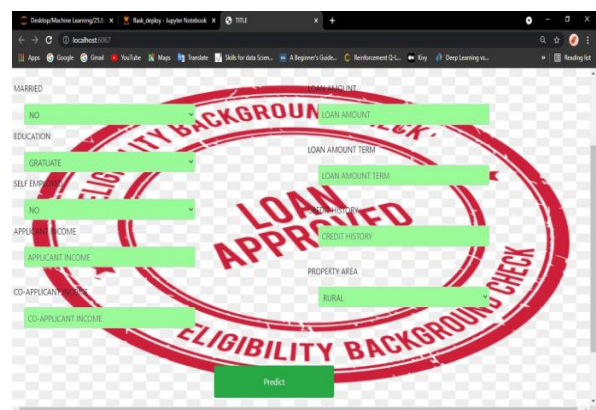 Desktop/Machine Learning/25.l
flask_deploy - Jupyter Notebook
TITLE
localhost:6067
Apps
Google
Gmail
YouTube
Maps
Translate
Skills for data Scien...
A Beginner's Guide...
Reinforcement Q-L...
Kivy
Deep Learning vs...
»
Reading list
MARRIED
NO
EDUCATION
GRATUATE
SELF EMPLOYED
NO
APPLICANT INCOME
APPLICANT INCOME
CO-APPLICANT INCOME
CO-APPLICANT INCOME
LOAN AMOUNT
LOAN AMOUNT
LOAN AMOUNT TERM
LOAN AMOUNT TERM
CREDIT HISTORY
CREDIT HISTORY
PROPERTY AREA
RURAL
Predict
ELIGIBILITY BACKGROUND CHECK
LOAN
APPROVED
ELIGIBILITY BACKGROUND CHECK